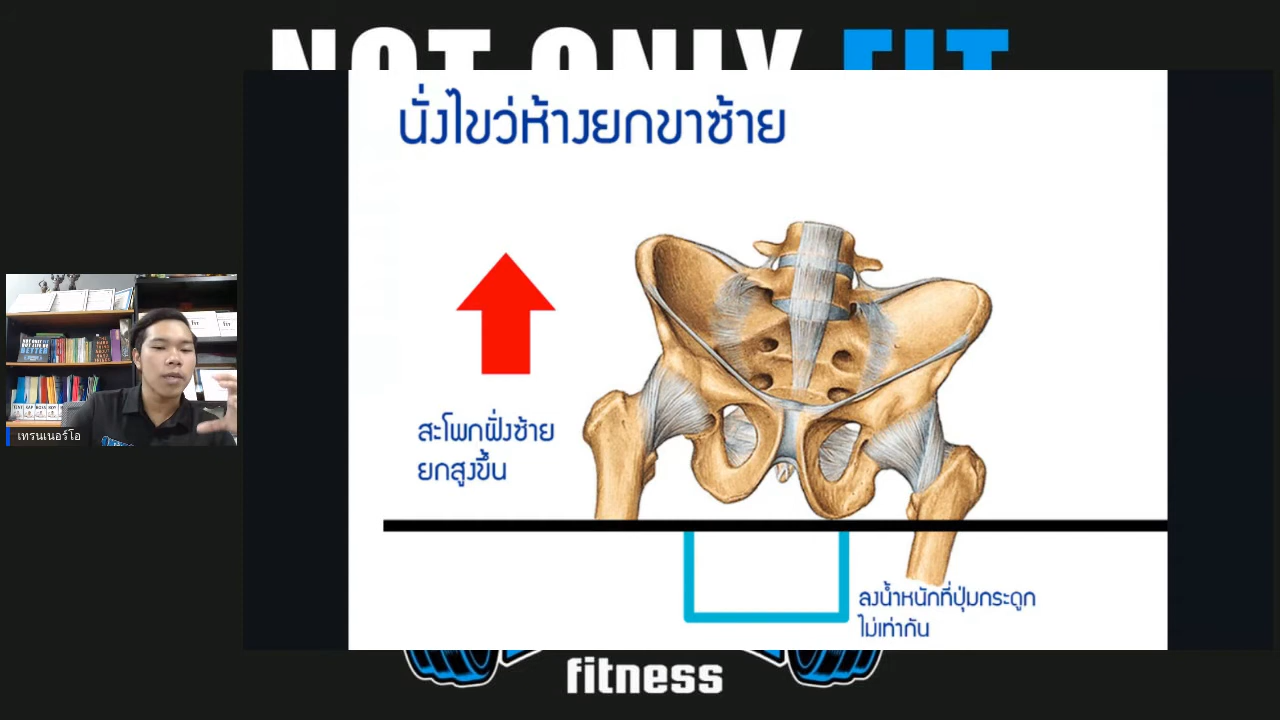 NOT ONLY FIT
นั่งไขว่ห้างยกขาซ้าย
สะโพกฝั่งซ้าย
ยกสูงขึ้น
ลงน้ำหนักที่ปุ่มกระดูก
ไม่เท่ากัน
เทรนเนอร์โอ
fitness